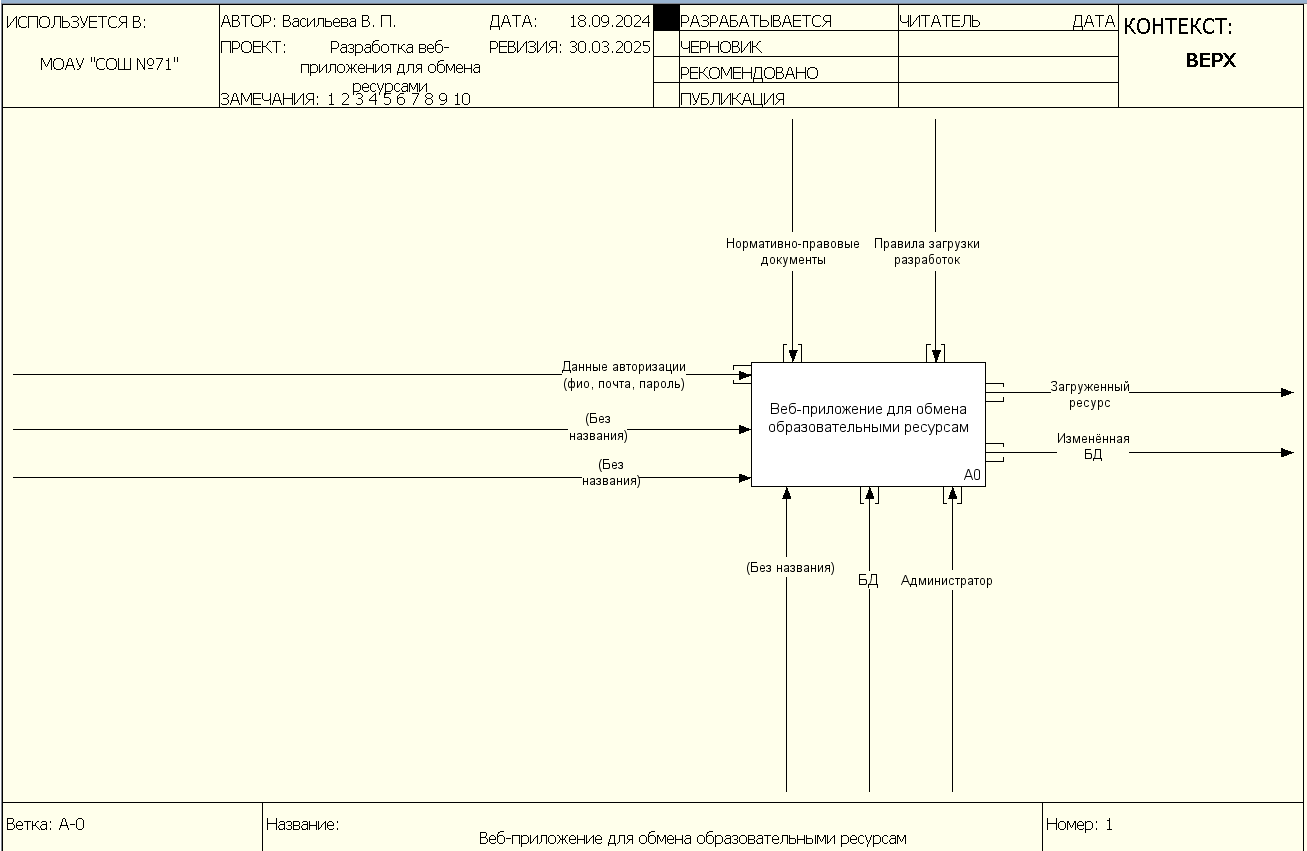 ИСПОЛЬЗУЕТСЯ В:
МОАУ "СОШ №71"
АВТОР: Васильева В. П.
ДАТА: 18.09.2024
ПРОЕКТ: Разработка веб-
приложения для обмена
ресурсами
РЕВИЗИЯ: 30.03.2025
ЗАМЕЧАНИЯ: 1 2 3 4 5 6 7 8 9 10
РАЗРАБАТЫВАЕТСЯ
ЧЕРНОВИК
РЕКОМЕНДОВАНО
ПУБЛИКАЦИЯ
ЧИТАТЕЛЬ ДАТА
КОНТЕКСТ:
ВЕРХ
Нормативно-правовые
документы
Правила загрузки
разработок
Данные авторизации
(фио, почта, пароль)
(Без
названия)
(Без
названия)
Веб-приложение для обмена
образовательными ресурсам
A0
Загруженный
ресурс
Изменённая
БД
(Без названия)
БД
Администратор
Ветка: A-0
Название:
Веб-приложение для обмена образовательными ресурсам
Номер: 1